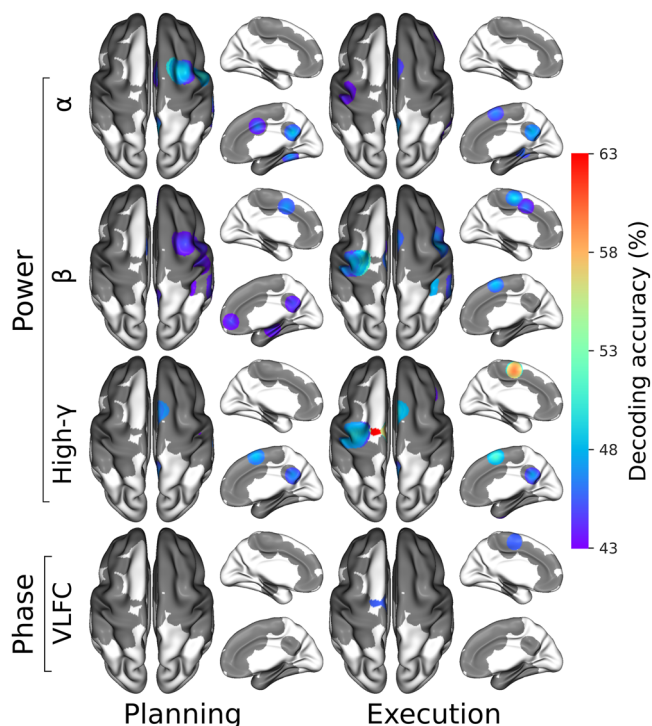 α
Power
β
High-γ
Phase
VLFC
Planning
Execution
63
58
53
48
43
Decoding accuracy (%)